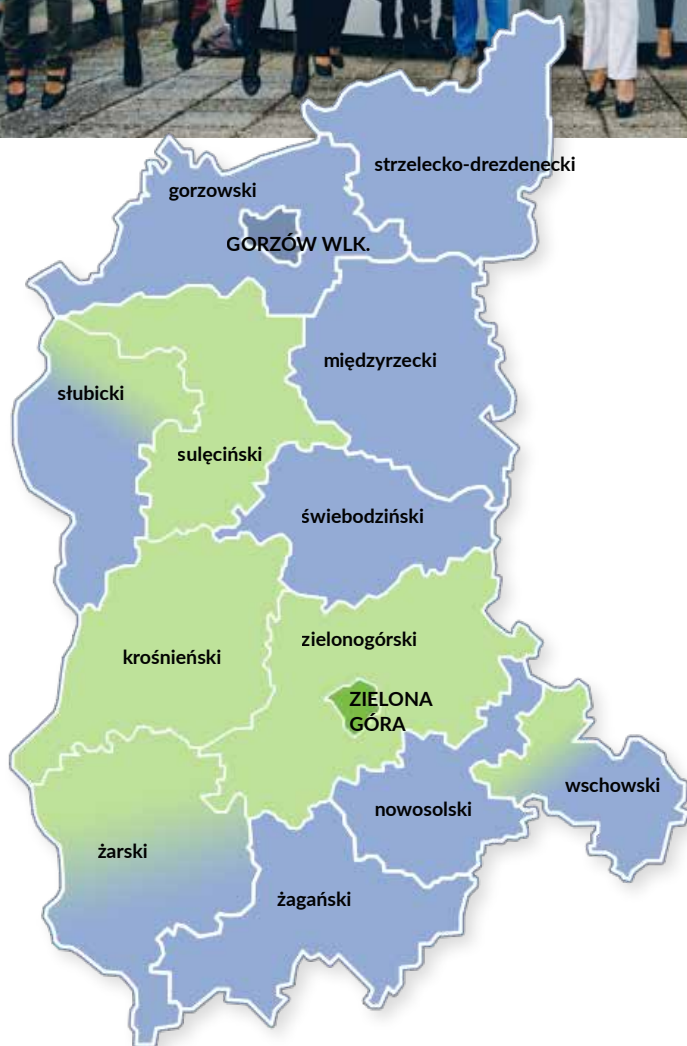 strzelecko-drezdenecki
gorzowski
GORZÓW WLK.
międzyrzecki
słubicki
sulęciński
świebodziński
zielonogórski
krośnieński
ZIELONA
GÓRA
wschowski
nowosolski
żarski
żagański